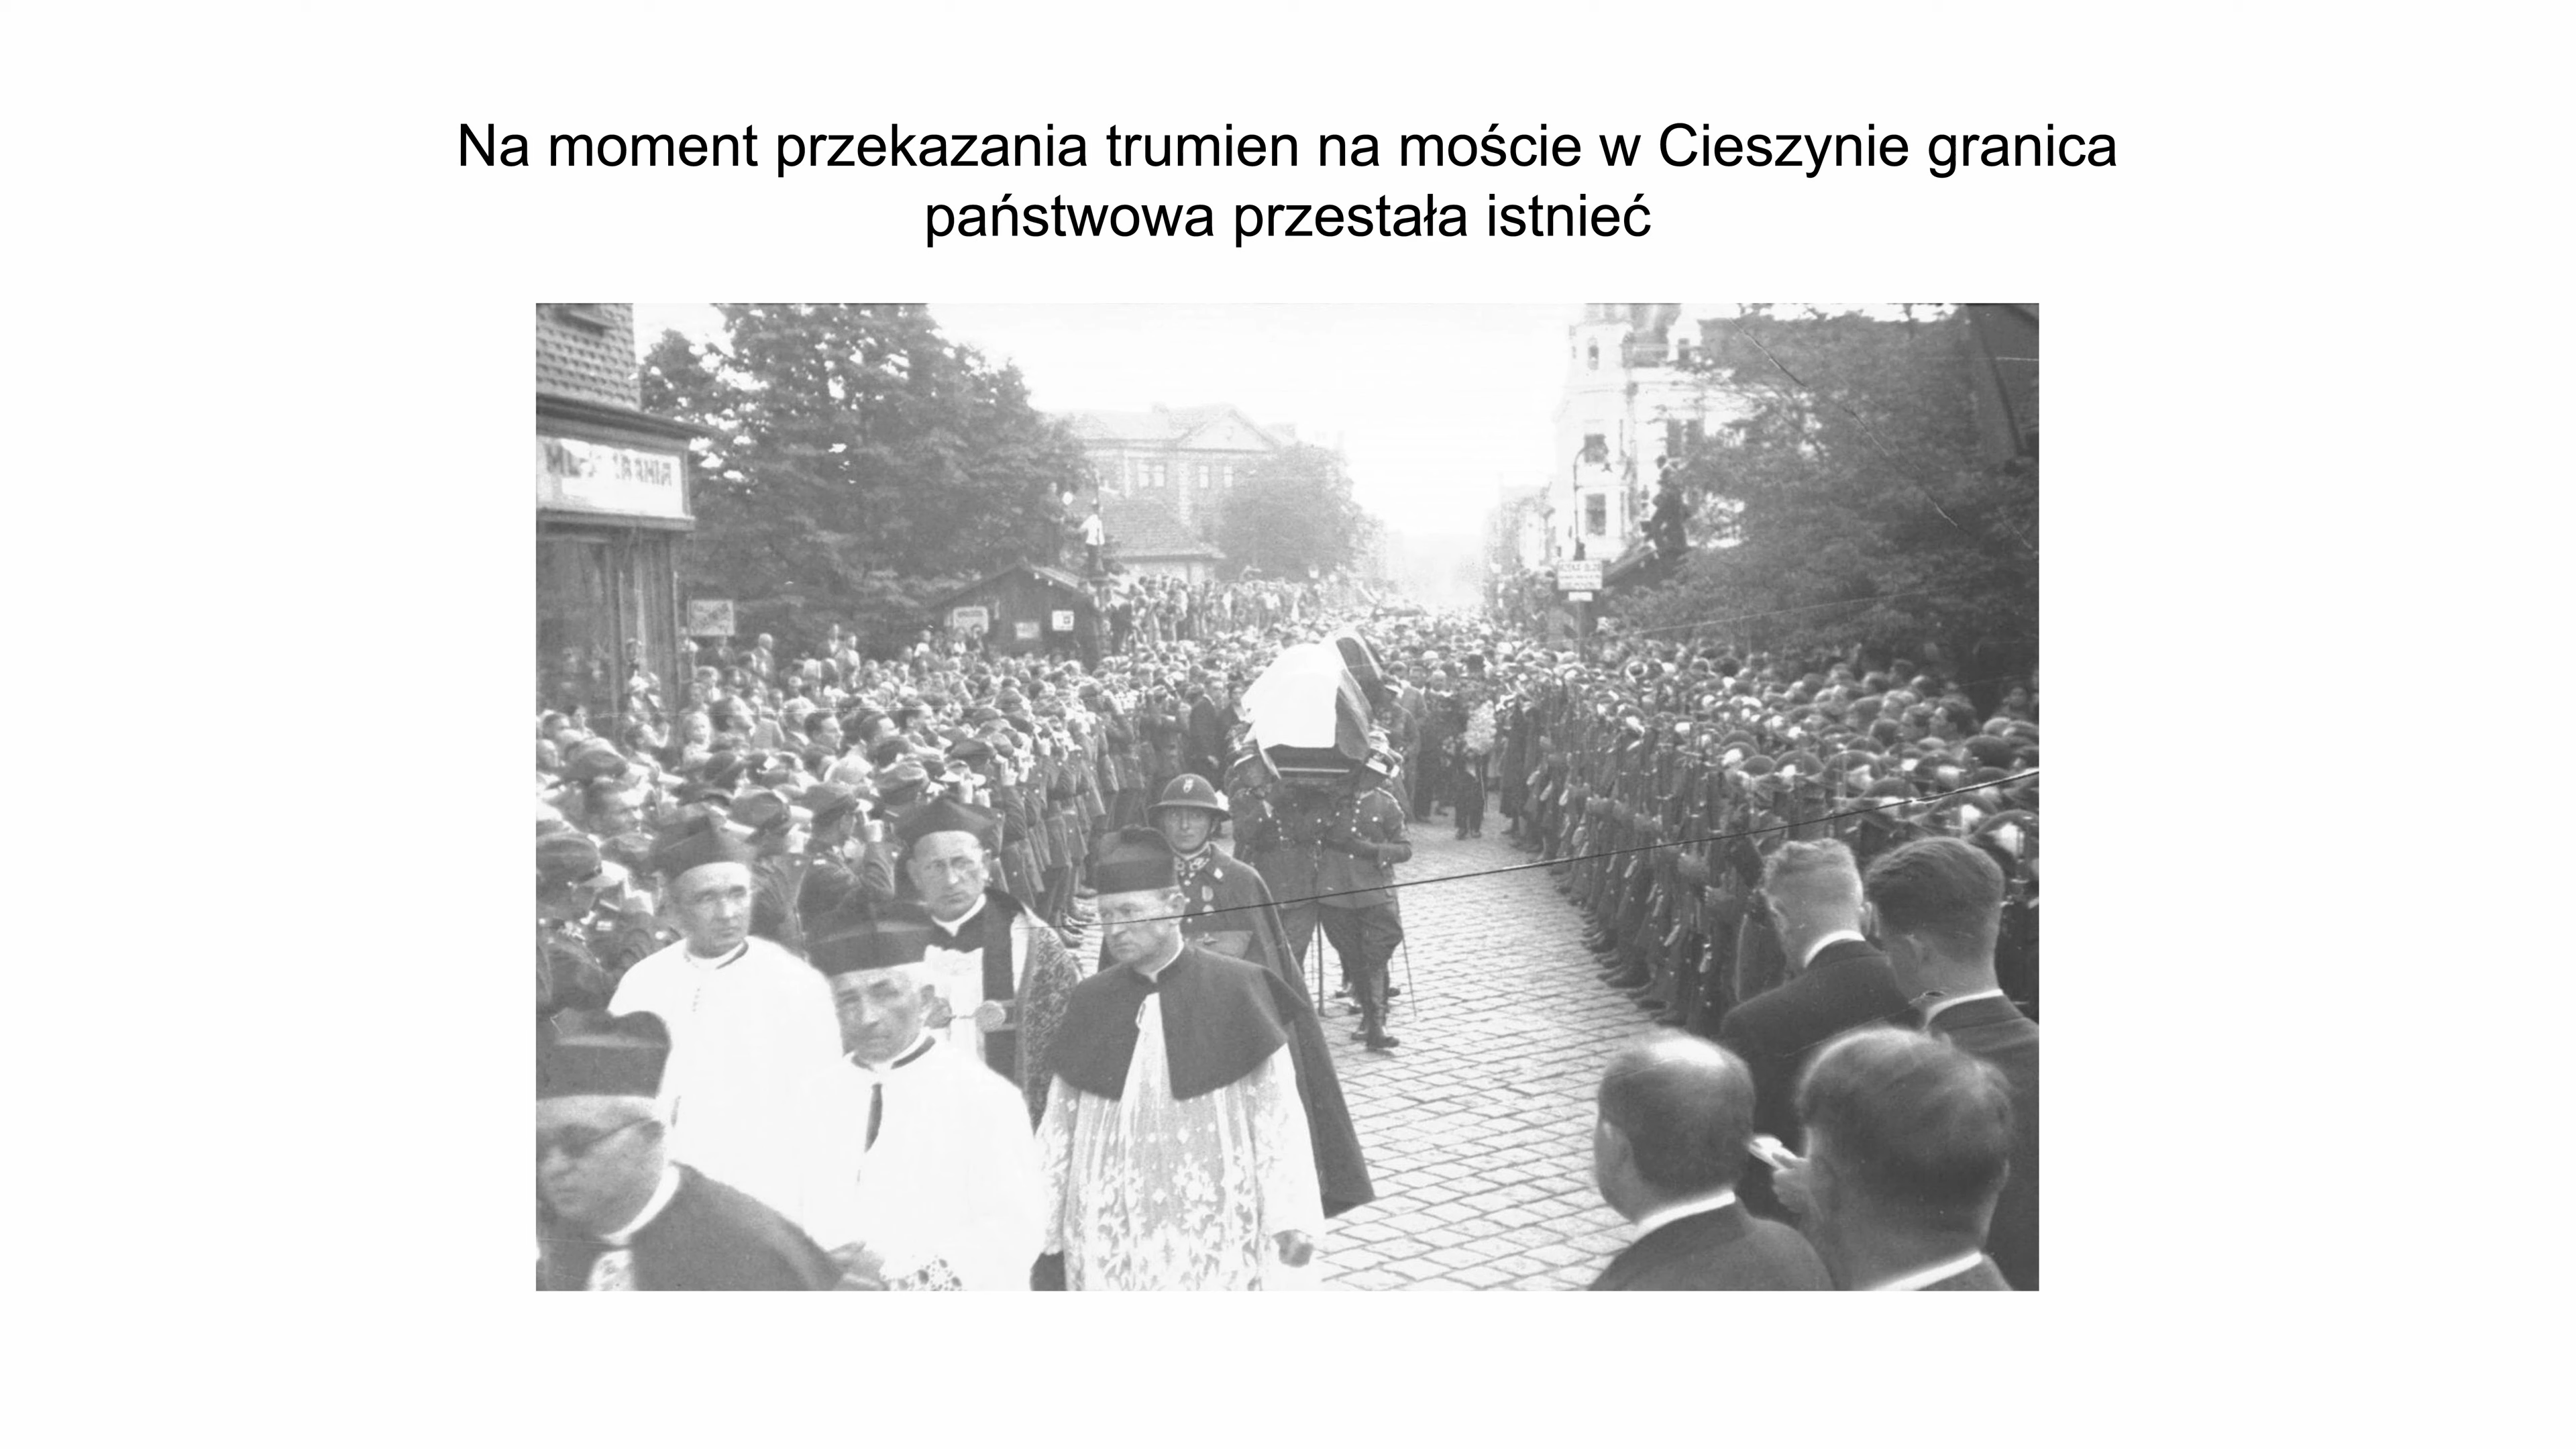 Na moment przekazania trumien na moście w Cieszynie granica
państwowa przestała istnieć